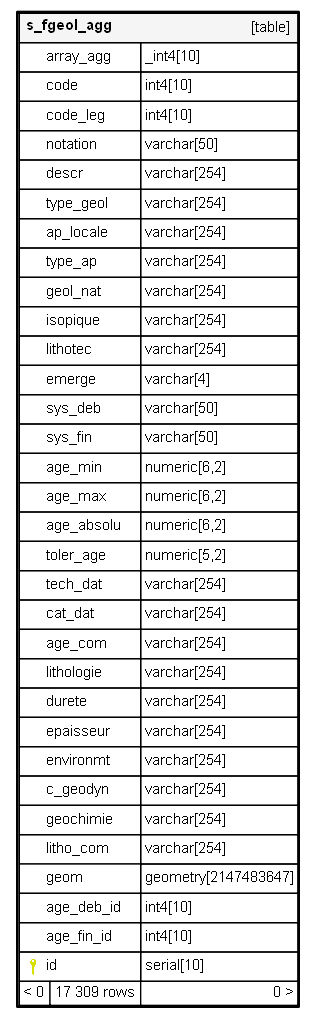 s_fgeol_agg [table]
array_agg _int4[10]
code int4[10]
code_leg int4[10]
notation varchar[50]
descr varchar[254]
type_geol varchar[254]
ap_locale varchar[254]
type_ap varchar[254]
geol_nat varchar[254]
isopique varchar[254]
lithotec varchar[254]
emerge varchar[4]
sys_deb varchar[50]
sys_fin varchar[50]
age_min numeric[6,2]
age_max numeric[6,2]
age_absolu numeric[6,2]
toler_age numeric[5,2]
tech_dat varchar[254]
cat_dat varchar[254]
age_com varchar[254]
lithologie varchar[254]
durete varchar[254]
epaisseur varchar[254]
environmt varchar[254]
c_geodyn varchar[254]
geochimie varchar[254]
litho_com varchar[254]
geom geometry[2147483647]
age_deb_id int4[10]
age_fin_id int4[10]
id serial[10]
< 0 17 309 rows 0 >